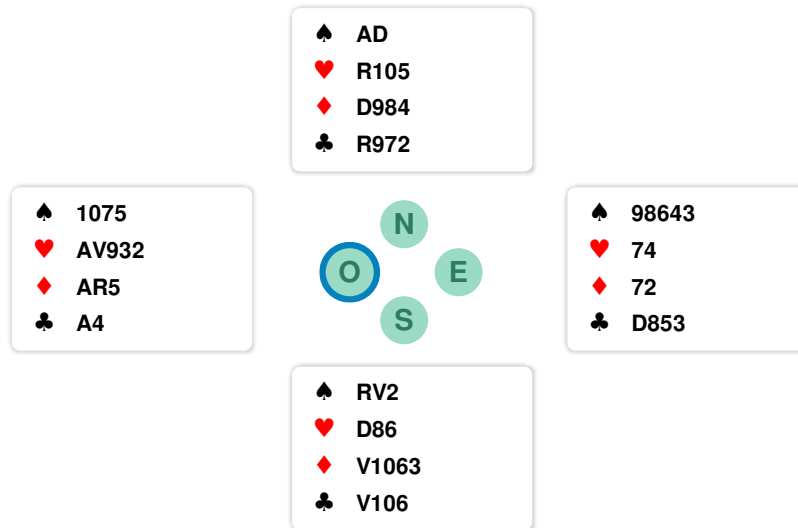 ♠ AD
♥ R105
♦ D984
♣ R972
♠ 1075
♥ AV932
♦ AR5
♣ A4
N
O
E
S
♠ 98643
♥ 74
♦ 72
♣ D853
♠ RV2
♥ D86
♦ V1063
♣ V106